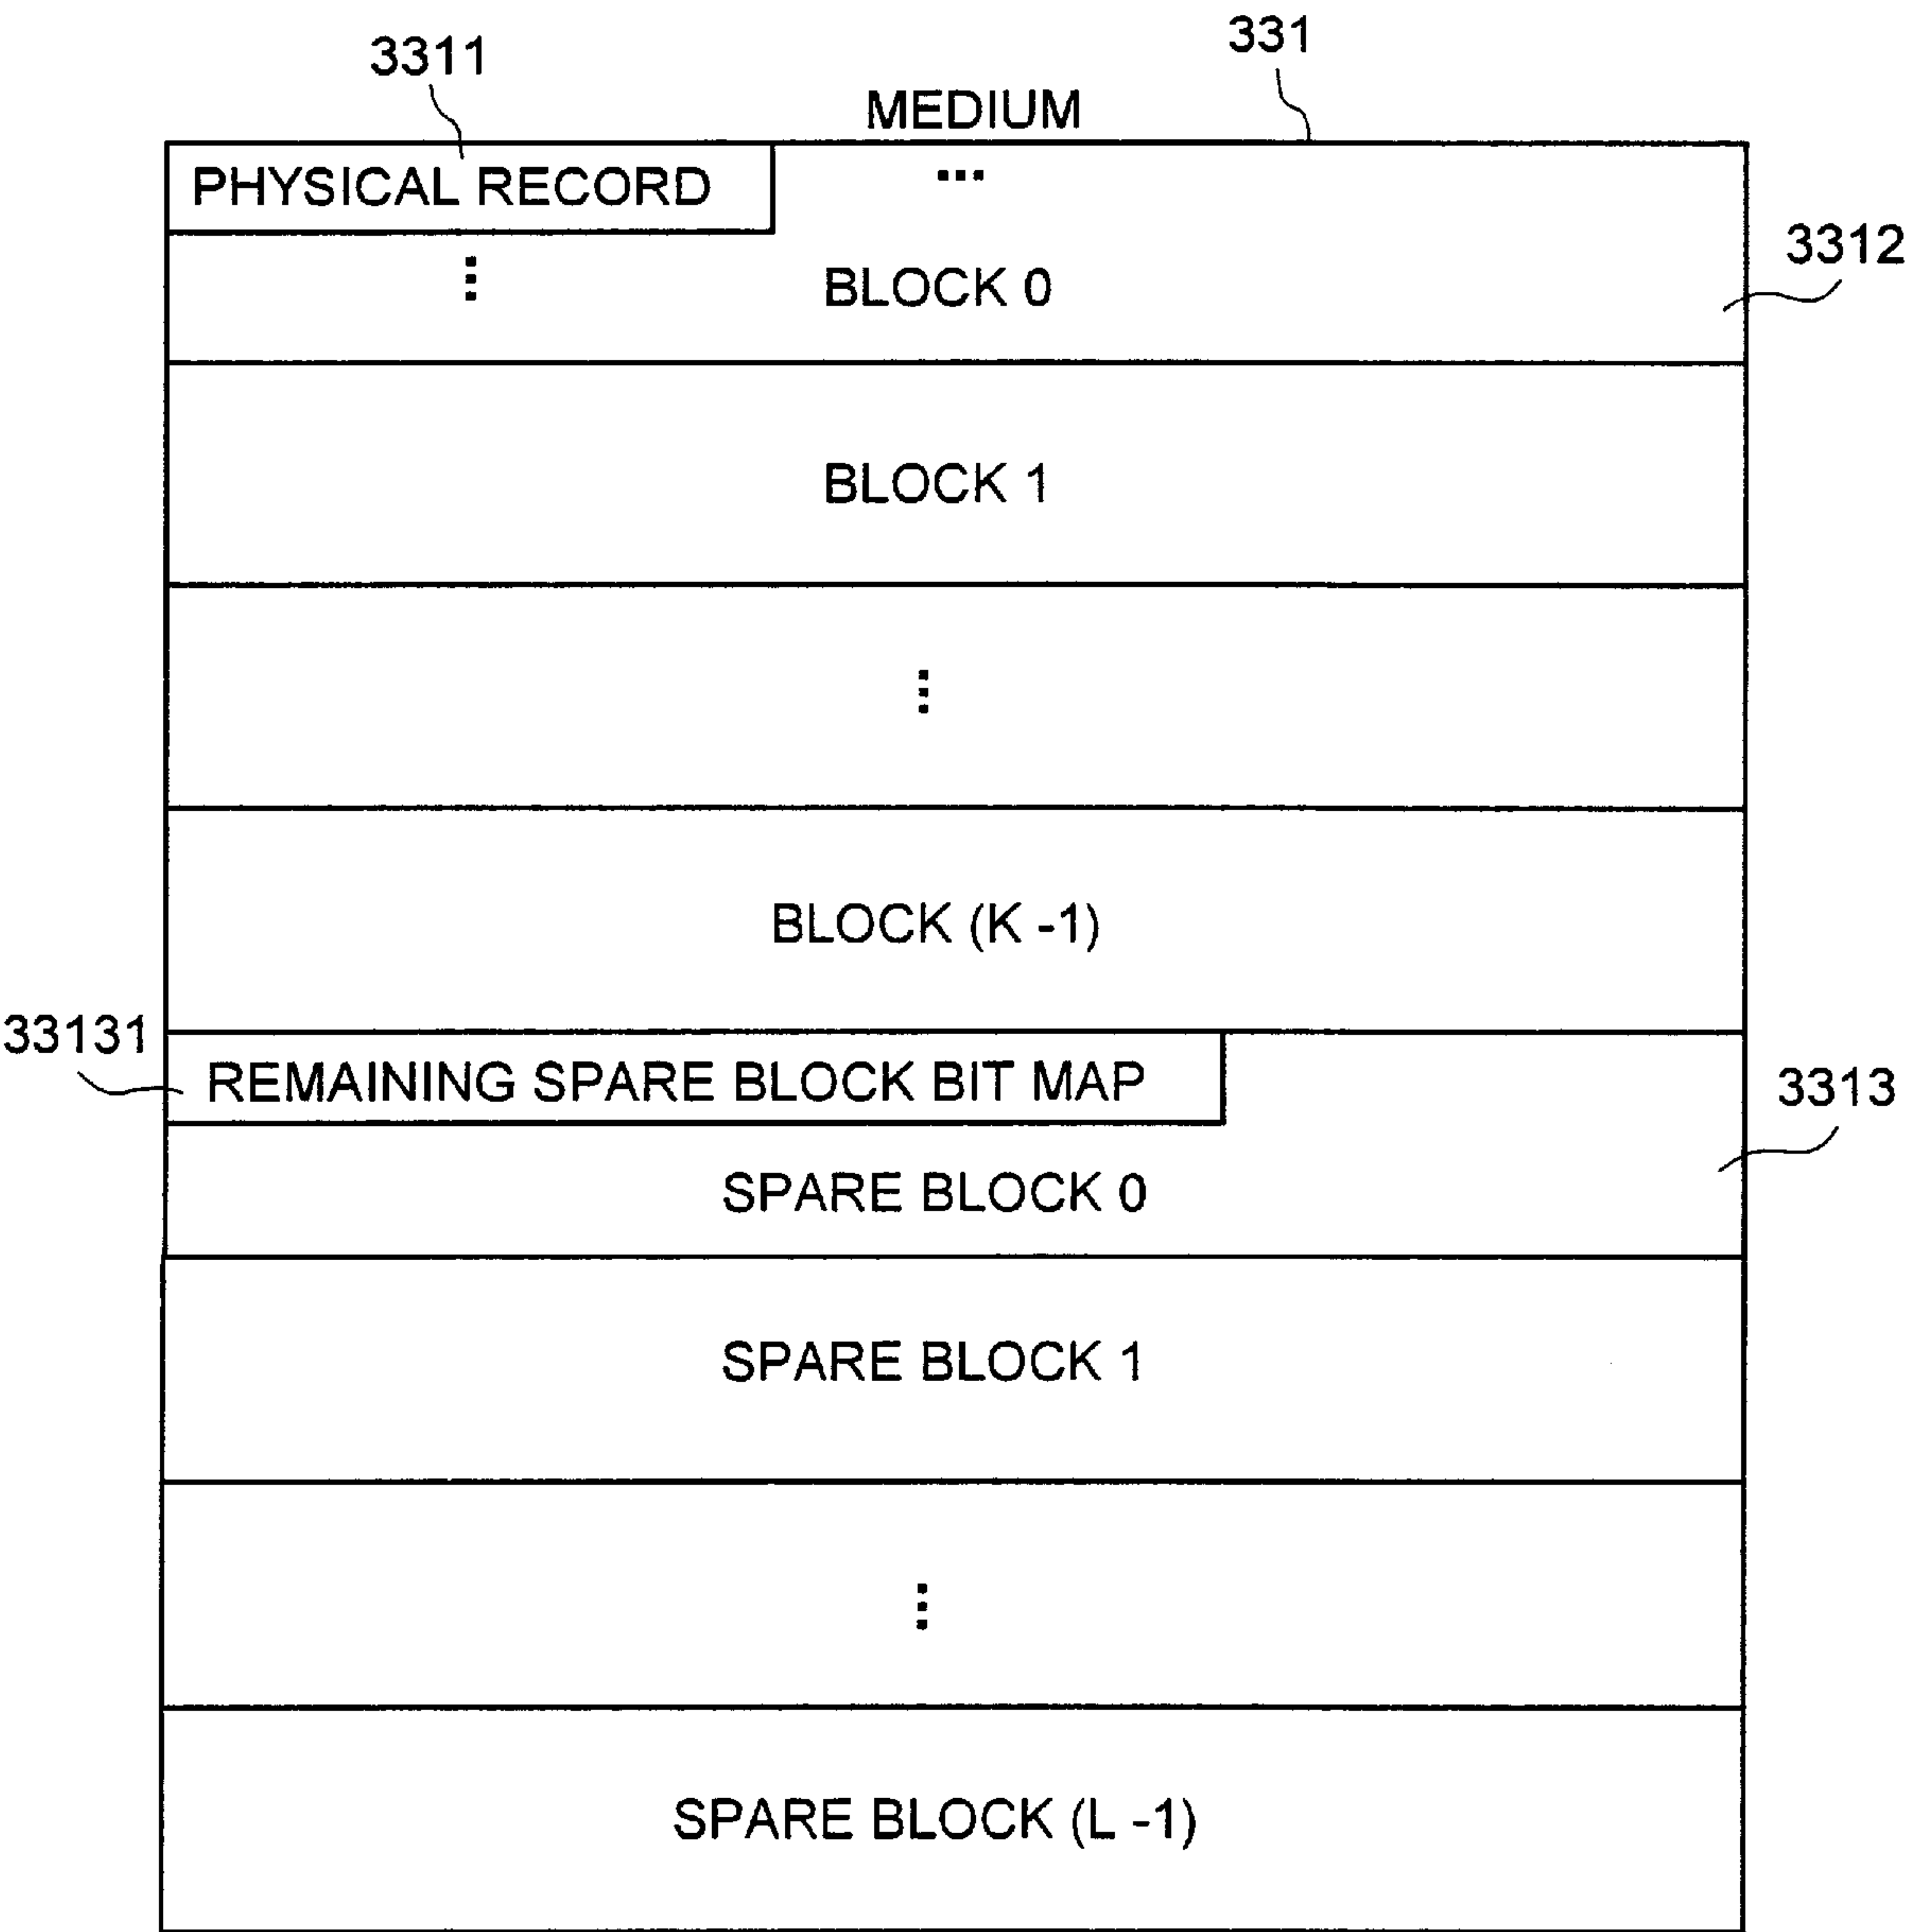 3311
331
MEDIUM
PHYSICAL RECORD
...
3312
⋮
BLOCK 0
BLOCK 1
⋮
BLOCK (K -1)
33131
REMAINING SPARE BLOCK BIT MAP
3313
SPARE BLOCK 0
SPARE BLOCK 1
⋮
SPARE BLOCK (L -1)